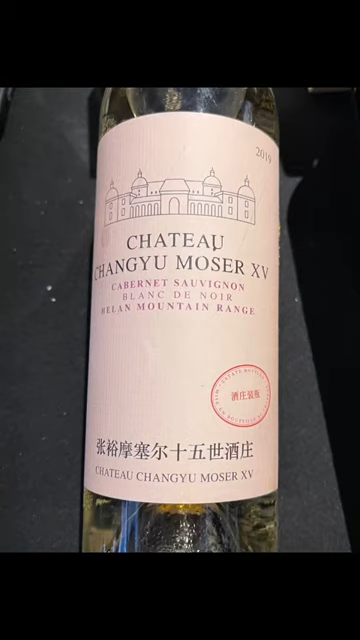 2019
CHATEAU
CHANGYU MOSER XV
CABERNET SAUVIGNON
BLANC DE NOIR
HELAN MOUNTAIN RANGE
酒庄装瓶
张裕摩塞尔十五世酒庄
CHATEAU CHANGYU MOSER XV